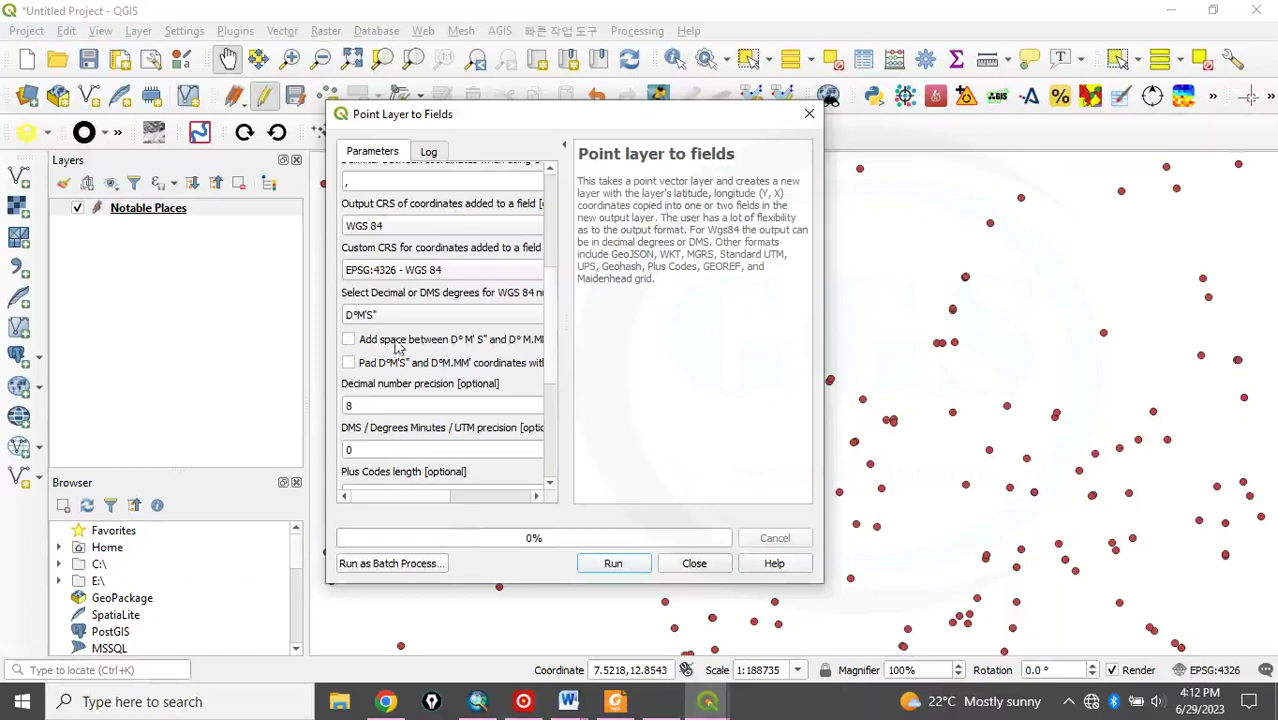 *Untitled Project — QGIS
Project Edit View Layer Settings Plugins Vector Raster Database Web Mesh AGIS 빠른 작업 도구 Processing Help
Layers
Notable Places
Browser
Favorites
Home
C:\
E:\
GeoPackage
SpatiaLite
PostGIS
MSSQL
Point Layer to Fields
Parameters
Log
,
Output CRS of coordinates added to a field [
WGS 84
Custom CRS for coordinates added to a field
EPSG:4326 - WGS 84
Select Decimal or DMS degrees for WGS 84 n
D°M'S"
Add space between D° M' S" and D° M.M
Pad D°M'S" and D°M.MM' coordinates with
Decimal number precision [optional]
8
DMS / Degrees Minutes / UTM precision [optio
0
Plus Codes length [optional]
Point layer to fields
This takes a point vector layer and creates a new
layer with the layer's latitude, longitude (Y, X)
coordinates copied into one or two fields in the
new output layer. The user has a lot of flexibility
as to the output format. For Wgs84 the output can
be in decimal degrees or DMS. Other formats
include GeoJSON, WKT, MGRS, Standard UTM,
UPS, Geohash, Plus Codes, GEOREF, and
Maidenhead grid.
0%
Cancel
Run as Batch Process...
Run
Close
Help
Type to locate (Ctrl+K)
Coordinate 7.5218,12.8543
Scale 1:188735
Magnifier 100%
Rotation 0.0 °
Render
EPSG:4326
Type here to search
22°C Mostly sunny
4:12 PM
6/29/2023